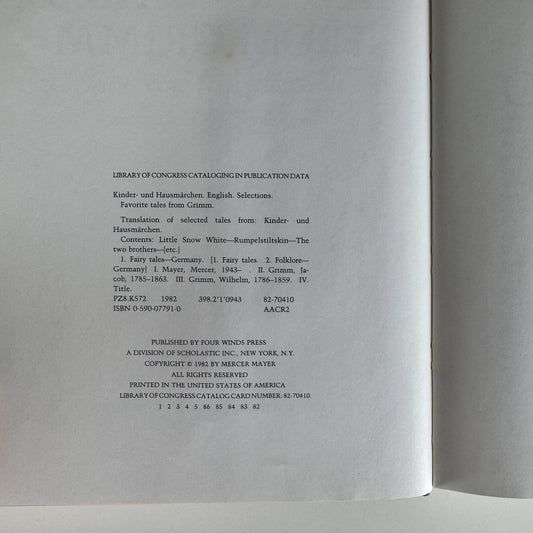 LIBRARY OF CONGRESS CATALOGING IN PUBLICATION DATA
Kinder- und Hausmärchen. English. Selections.
Favorite tales from Grimm.
Translation of selected tales from: Kinder- und
Hausmärchen.
Contents: Little Snow White—Rumpelstiltskin—The
two brothers—[etc.]
1. Fairy tales—Germany. [1. Fairy tales. 2. Folklore—
Germany] I. Mayer, Mercer, 1943– . II. Grimm, Ja-
cob, 1785–1863. III. Grimm, Wilhelm, 1786–1859. IV.
Title.
PZ8.K572 1982 398.2'1'0943 82-70410
ISBN 0-590-07791-0 AACR2
PUBLISHED BY FOUR WINDS PRESS
A DIVISION OF SCHOLASTIC INC., NEW YORK, N.Y.
COPYRIGHT © 1982 BY MERCER MAYER
ALL RIGHTS RESERVED
PRINTED IN THE UNITED STATES OF AMERICA
LIBRARY OF CONGRESS CATALOG CARD NUMBER: 82-70410.
1 2 3 4 5 86 85 84 83 82